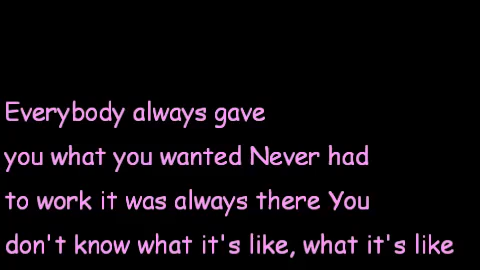 Everybody always gave
you what you wanted Never had
to work it was always there You
don't know what it's like, what it's like